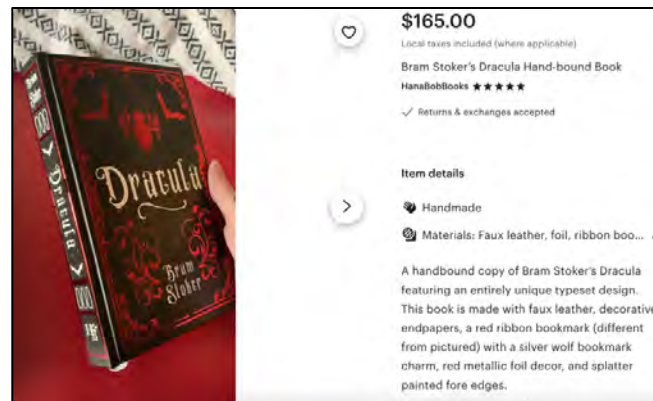 Bram
Stoker
Dracula
Dracula
Bram
Stoker
$165.00
Local taxes included (where applicable)
Bram Stoker's Dracula Hand-bound Book
HanaBobBooks ★★★★★
✓ Returns & exchanges accepted
Item details
Handmade
Materials: Faux leather, foil, ribbon boo...
A handbound copy of Bram Stoker's Dracula
featuring an entirely unique typeset design.
This book is made with faux leather, decorative
endpapers, a red ribbon bookmark (different
from pictured) with a silver wolf bookmark
charm, red metallic foil decor, and splatter
painted fore edges.